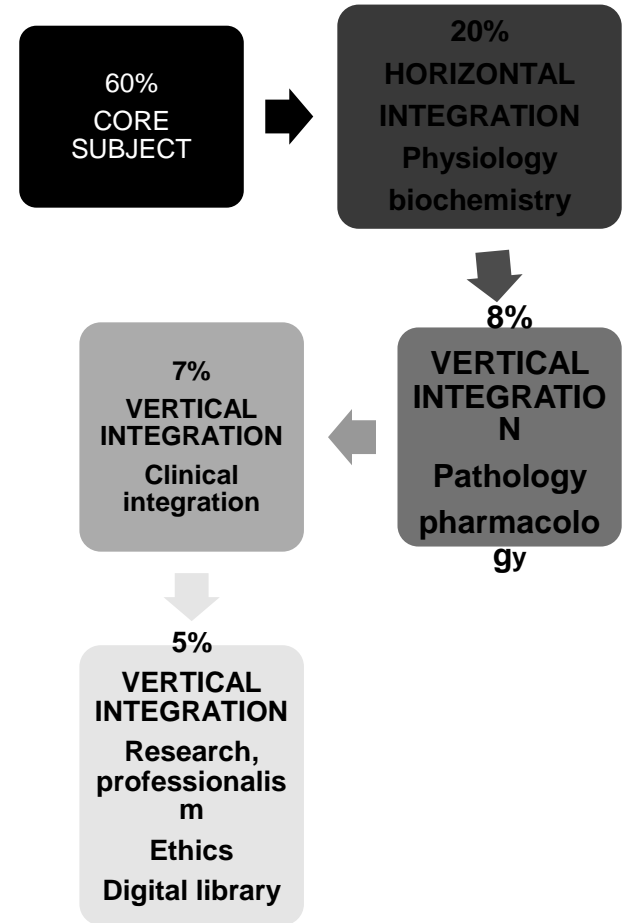 60%
CORE
SUBJECT
20%
HORIZONTAL
INTEGRATION
Physiology
biochemistry
8%
VERTICAL
INTEGRATIO
N
Pathology
pharmacolo
gy
7%
VERTICAL
INTEGRATION
Clinical
integration
5%
VERTICAL
INTEGRATION
Research,
professionalis
m
Ethics
Digital library